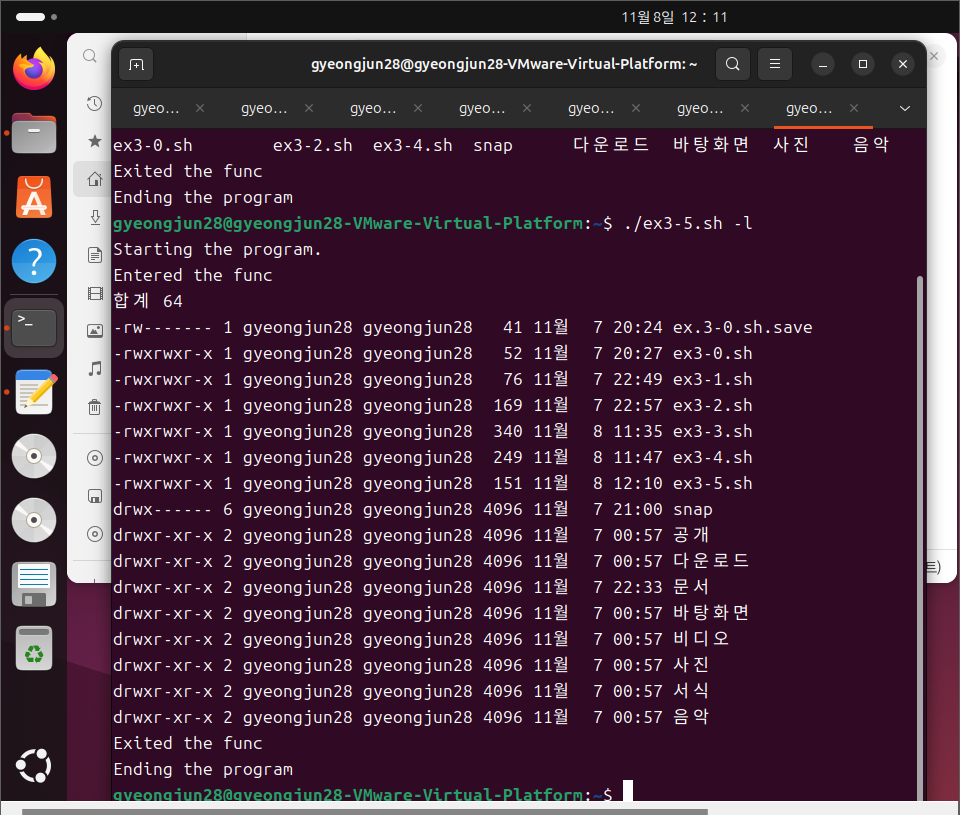 11월 8일 12 : 11
gyeongjun28@gyeongjun28-VMware-Virtual-Platform: ~
gyeo... gyeo... gyeo... gyeo... gyeo... gyeo... gyeo...
ex3-0.sh ex3-2.sh ex3-4.sh snap 다운로드 바탕화면 사진 음악
Exited the func
Ending the program
gyeongjun28@gyeongjun28-VMware-Virtual-Platform:~$ ./ex3-5.sh -l
Starting the program.
Entered the func
합계 64
-rw------- 1 gyeongjun28 gyeongjun28 41 11월 7 20:24 ex.3-0.sh.save
-rwxrwxr-x 1 gyeongjun28 gyeongjun28 52 11월 7 20:27 ex3-0.sh
-rwxrwxr-x 1 gyeongjun28 gyeongjun28 76 11월 7 22:49 ex3-1.sh
-rwxrwxr-x 1 gyeongjun28 gyeongjun28 169 11월 7 22:57 ex3-2.sh
-rwxrwxr-x 1 gyeongjun28 gyeongjun28 340 11월 8 11:35 ex3-3.sh
-rwxrwxr-x 1 gyeongjun28 gyeongjun28 249 11월 8 11:47 ex3-4.sh
-rwxrwxr-x 1 gyeongjun28 gyeongjun28 151 11월 8 12:10 ex3-5.sh
drwx------ 6 gyeongjun28 gyeongjun28 4096 11월 7 21:00 snap
drwxr-xr-x 2 gyeongjun28 gyeongjun28 4096 11월 7 00:57 공개
drwxr-xr-x 2 gyeongjun28 gyeongjun28 4096 11월 7 00:57 다운로드
drwxr-xr-x 2 gyeongjun28 gyeongjun28 4096 11월 7 22:33 문서
drwxr-xr-x 2 gyeongjun28 gyeongjun28 4096 11월 7 00:57 바탕화면
drwxr-xr-x 2 gyeongjun28 gyeongjun28 4096 11월 7 00:57 비디오
drwxr-xr-x 2 gyeongjun28 gyeongjun28 4096 11월 7 00:57 사진
drwxr-xr-x 2 gyeongjun28 gyeongjun28 4096 11월 7 00:57 서식
drwxr-xr-x 2 gyeongjun28 gyeongjun28 4096 11월 7 00:57 음악
Exited the func
Ending the program
gyeongjun28@gyeongjun28-VMware-Virtual-Platform:~$